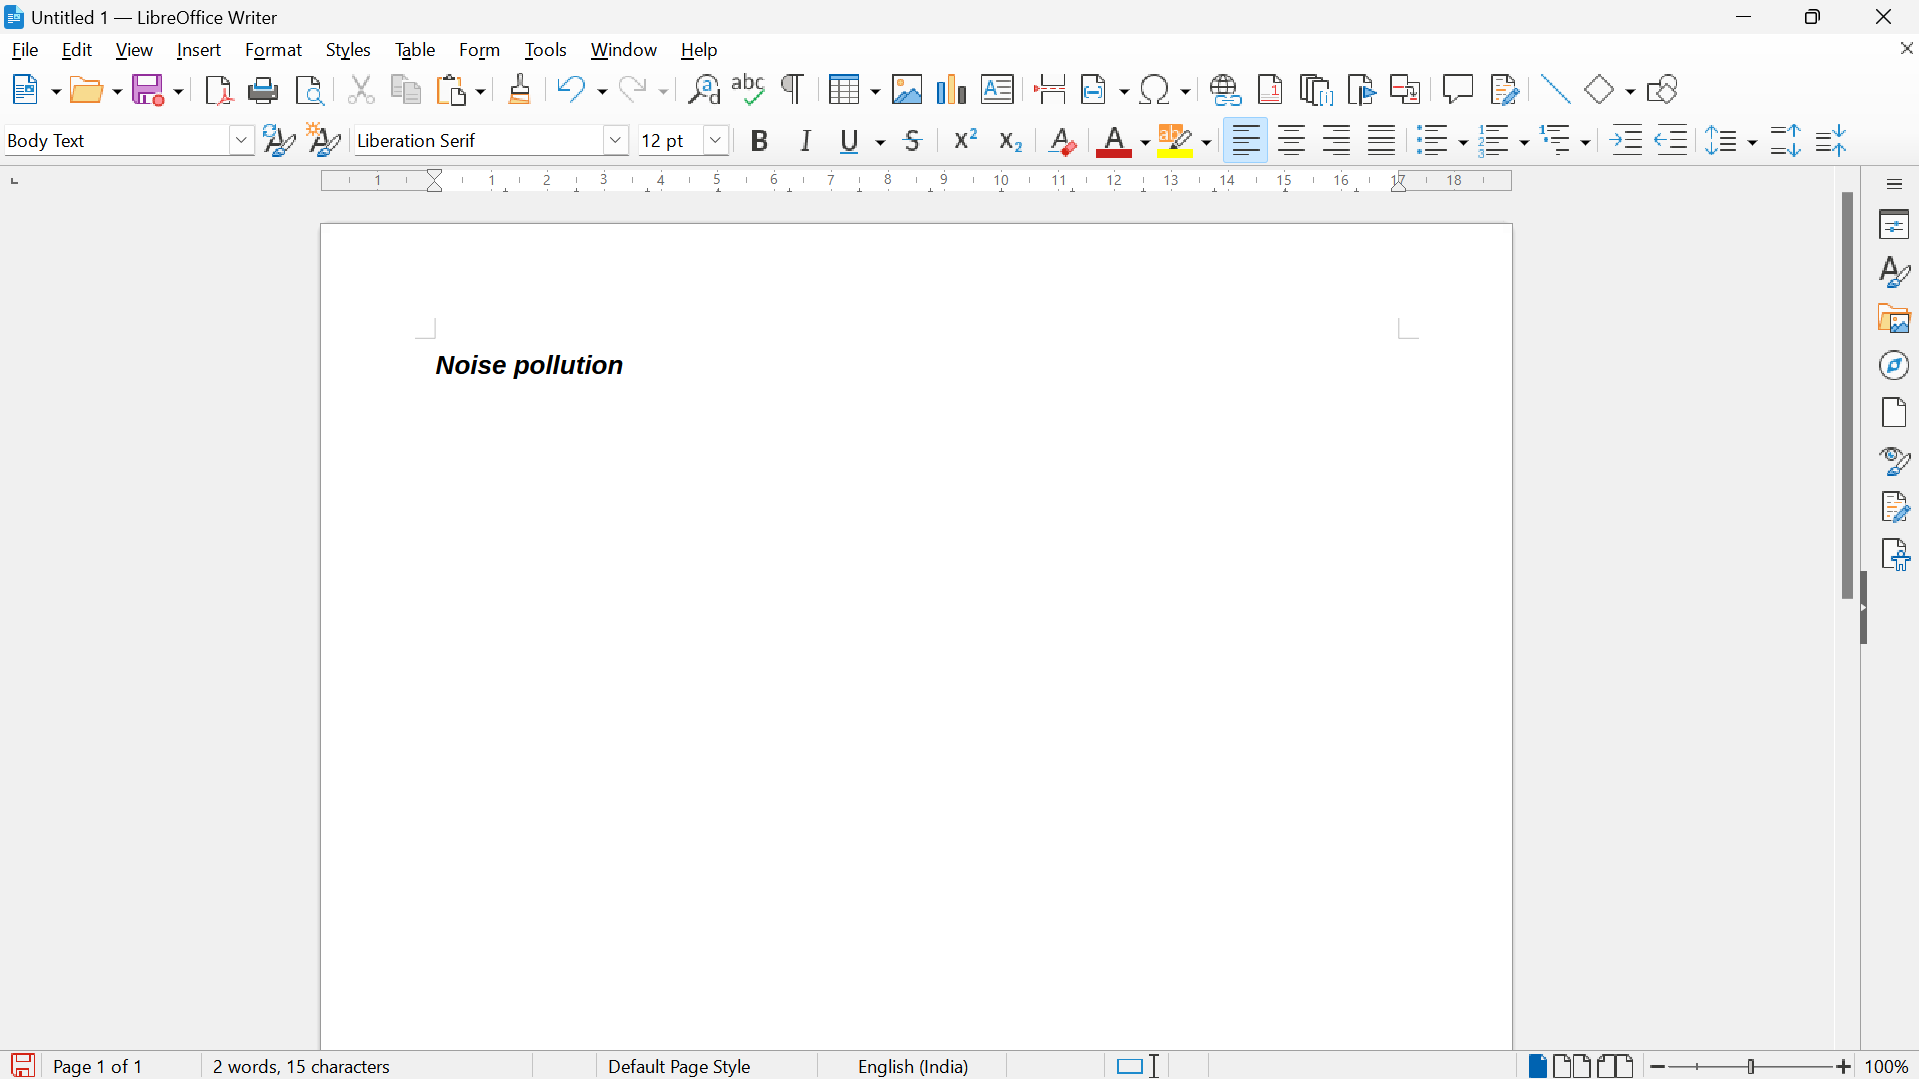 Untitled 1 — LibreOffice Writer
File Edit View Insert Format Styles Table Form Tools Window Help
Body Text Liberation Serif 12 pt
1 1 2 3 4 5 6 7 8 9 10 11 12 13 14 15 16 17 18
Noise pollution
Page 1 of 1 2 words, 15 characters Default Page Style English (India) 100%